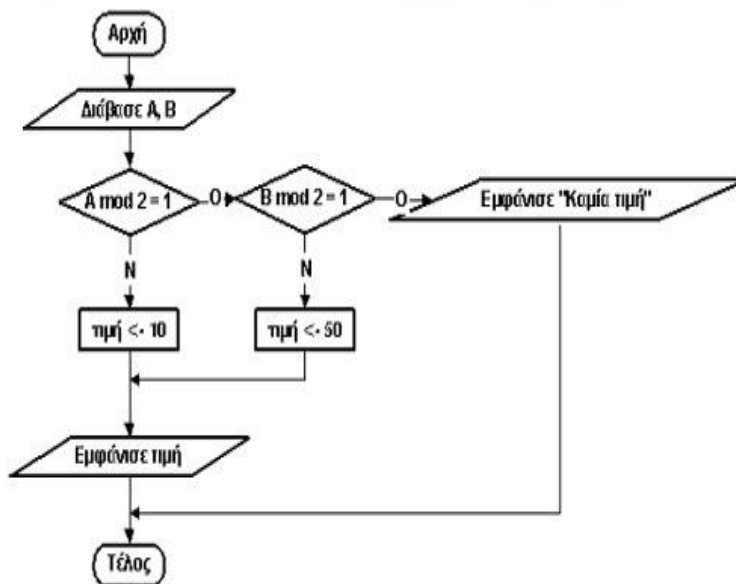 Αρχή
Διάβασε Α, Β
A mod 2 = 1
Ο
B mod 2 = 1
Ο
Εμφάνισε "Καμία τιμή"
Ν
Ν
τιμή <- 10
τιμή <- 50
Εμφάνισε τιμή
Τέλος